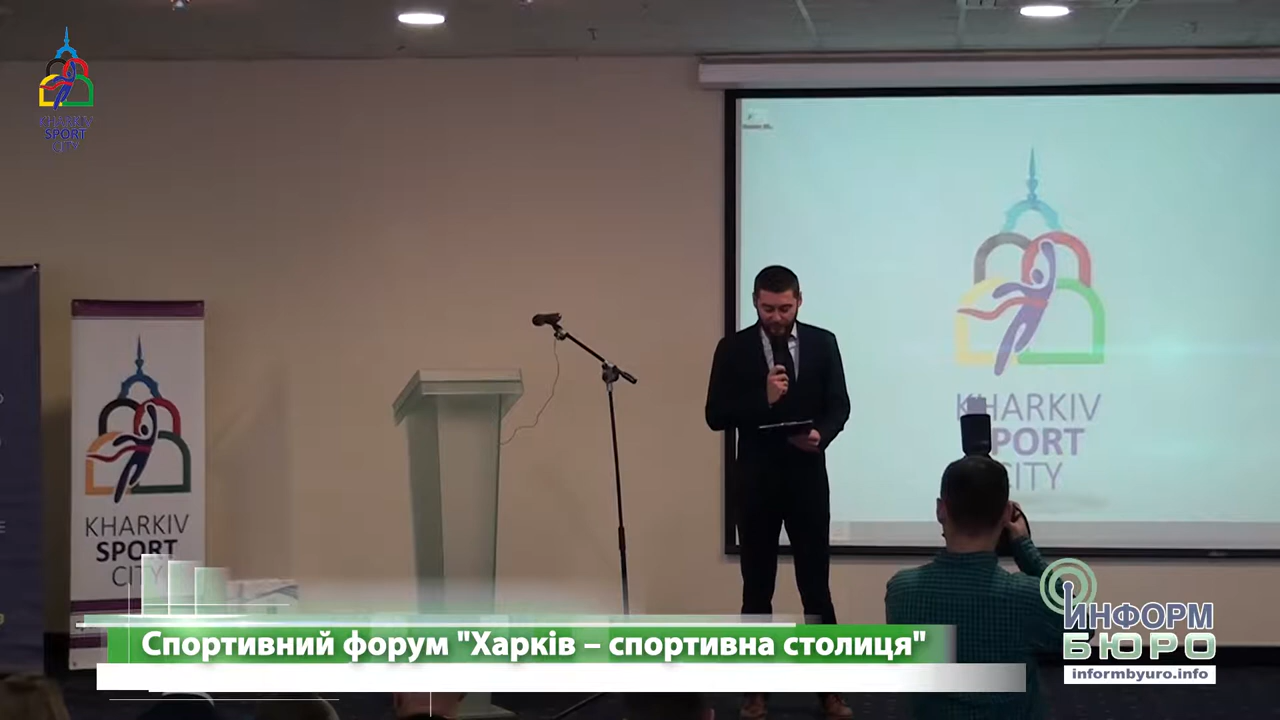 KHARKIV
SPORT
CITY
KHARKIV
SPORT
CITY
KHARKIV
SPORT
CITY
Спортивний форум "Харків – спортивна столиця"
ИНФОРМ
БЮРО
informbyuro.info